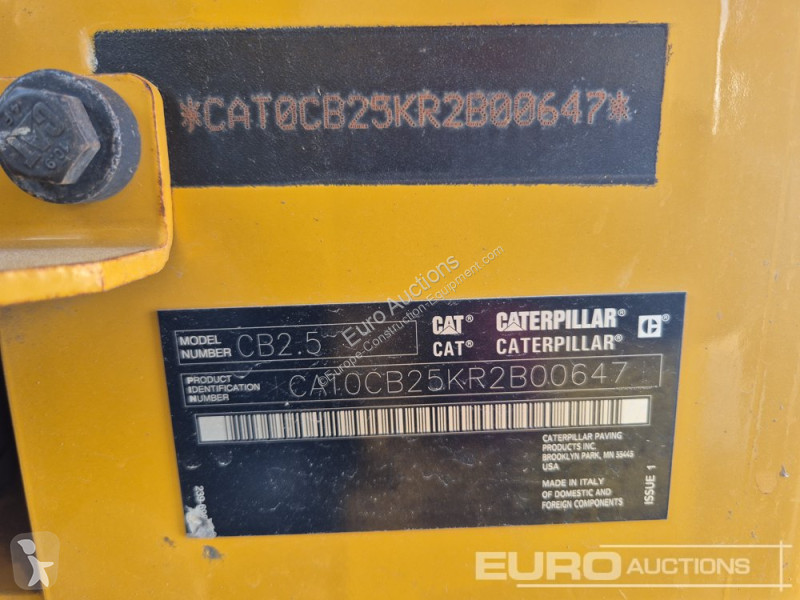 *CAT0CB25KR2B00647*
MODEL NUMBER CB2.5
CAT® CATERPILLAR®
CAT® CATERPILLAR®
PRODUCT IDENTIFICATION NUMBER CAT0CB25KR2B00647
CATERPILLAR PAVING
PRODUCTS INC.
BROOKLYN PARK, MN 55445
USA
MADE IN ITALY
OF DOMESTIC AND
FOREIGN COMPONENTS
ISSUE 1
Euro Auctions
©Europe-Construction-Equipment.com
EURO AUCTIONS